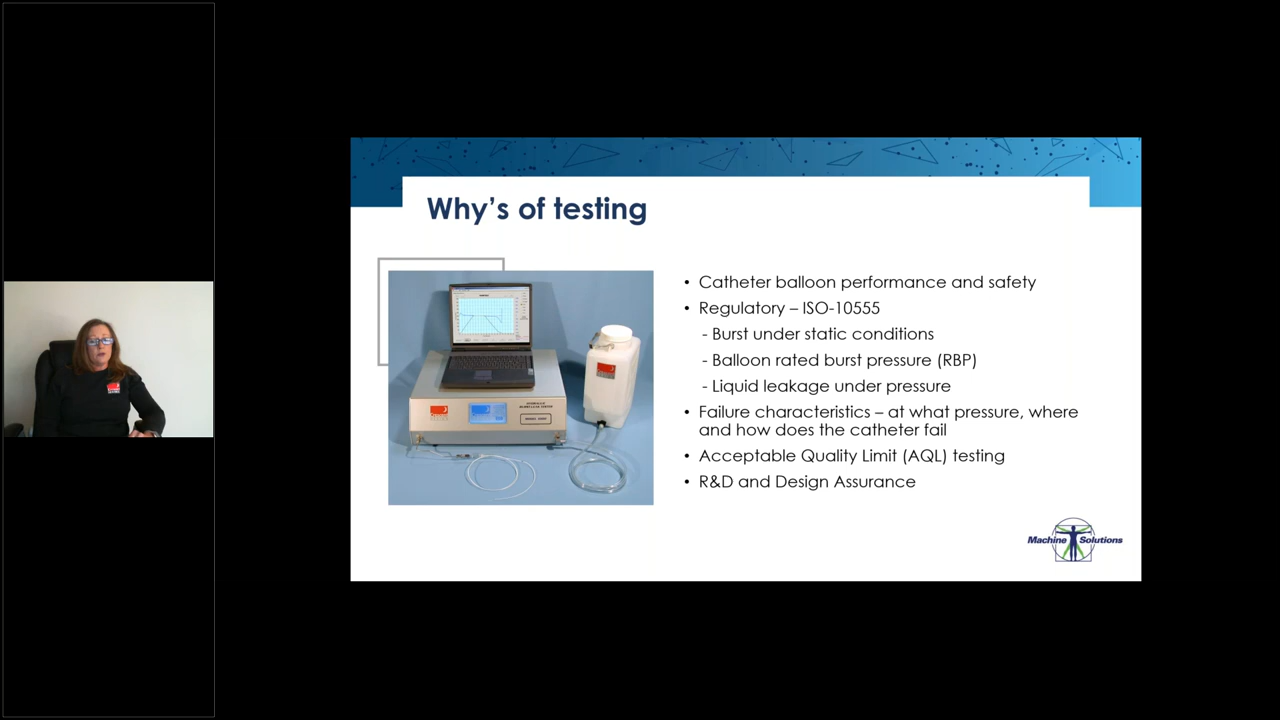 Why's of testing
• Catheter balloon performance and safety
• Regulatory – ISO-10555
- Burst under static conditions
- Balloon rated burst pressure (RBP)
- Liquid leakage under pressure
• Failure characteristics – at what pressure, where
and how does the catheter fail
• Acceptable Quality Limit (AQL) testing
• R&D and Design Assurance
Machine Solutions